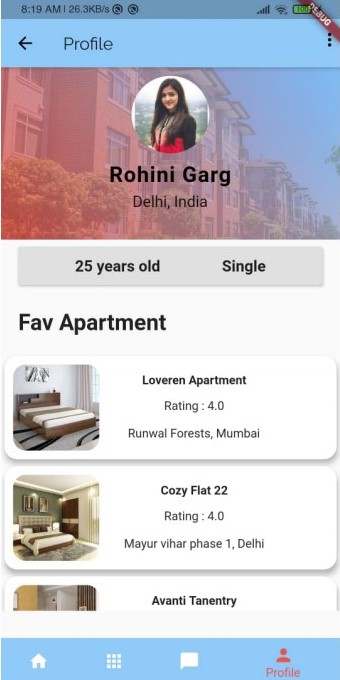 8:19 AM | 26.3KB/s
DEBUG
Profile
Rohini Garg
Delhi, India
25 years old Single
Fav Apartment
Loveren Apartment
Rating : 4.0
Runwal Forests, Mumbai
Cozy Flat 22
Rating : 4.0
Mayur vihar phase 1, Delhi
Avanti Tanentry
Profile